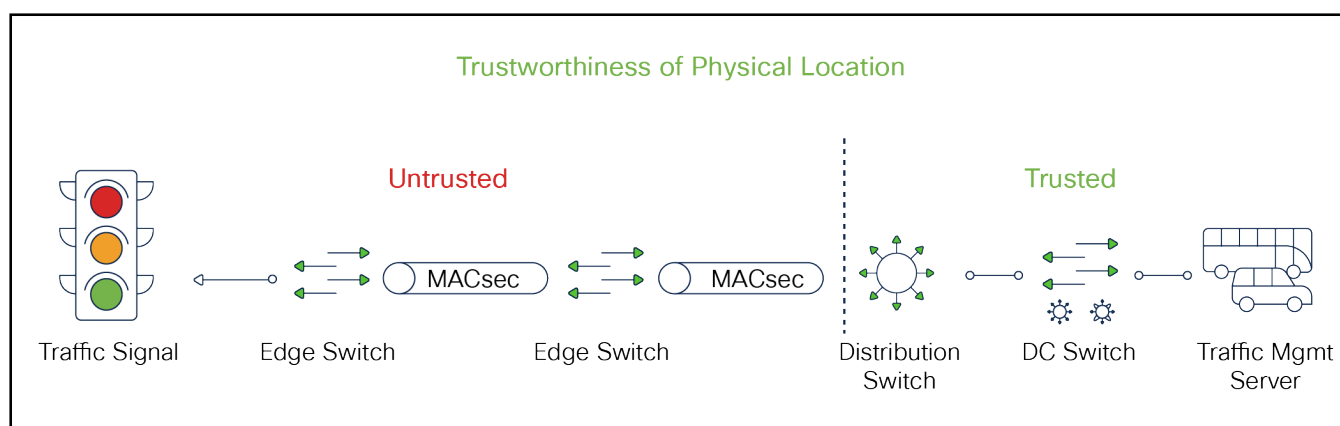 Trustworthiness of Physical Location
Untrusted
Trusted
MACsec
MACsec
Traffic Signal
Edge Switch
Edge Switch
Distribution
Switch
DC Switch
Traffic Mgmt
Server